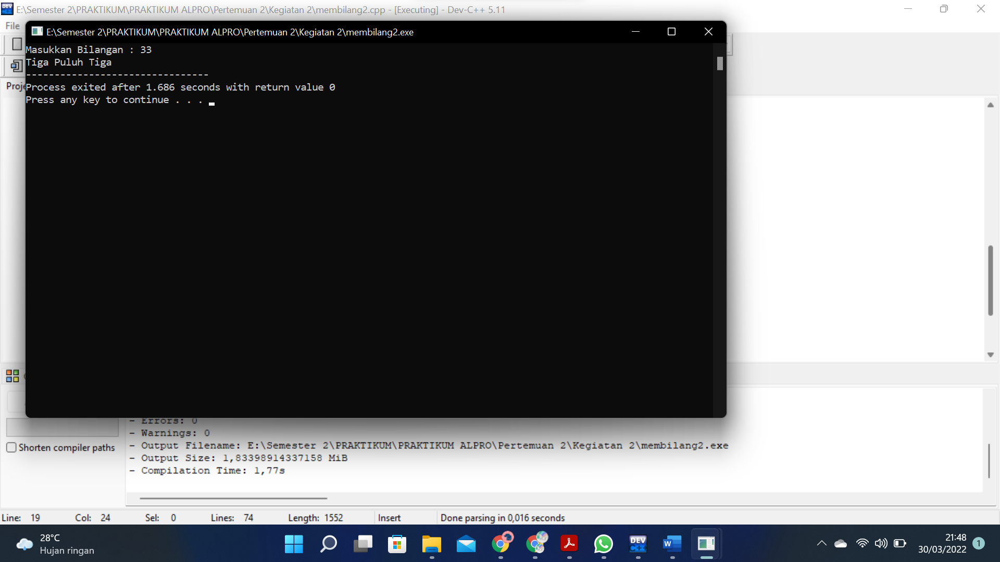 E:\Semester 2\PRAKTIKUM\PRAKTIKUM ALPRO\Pertemuan 2\Kegiatan 2\membilang2.cpp - [Executing] - Dev-C++ 5.11
File
E:\Semester 2\PRAKTIKUM\PRAKTIKUM ALPRO\Pertemuan 2\Kegiatan 2\membilang2.exe
Masukkan Bilangan : 33
Tiga Puluh Tiga
--------------------------------
Proje
Process exited after 1.686 seconds with return value 0
Press any key to continue . . .
- Errors: 0
- Warnings: 0
- Output Filename: E:\Semester 2\PRAKTIKUM\PRAKTIKUM ALPRO\Pertemuan 2\Kegiatan 2\membilang2.exe
- Output Size: 1,83398914337158 MiB
- Compilation Time: 1,77s
Shorten compiler paths
Line: 19 Col: 24 Sel: 0 Lines: 74 Length: 1552 Insert Done parsing in 0,016 seconds
28°C
Hujan ringan
DEV
C++
W
21:48
30/03/2022
1